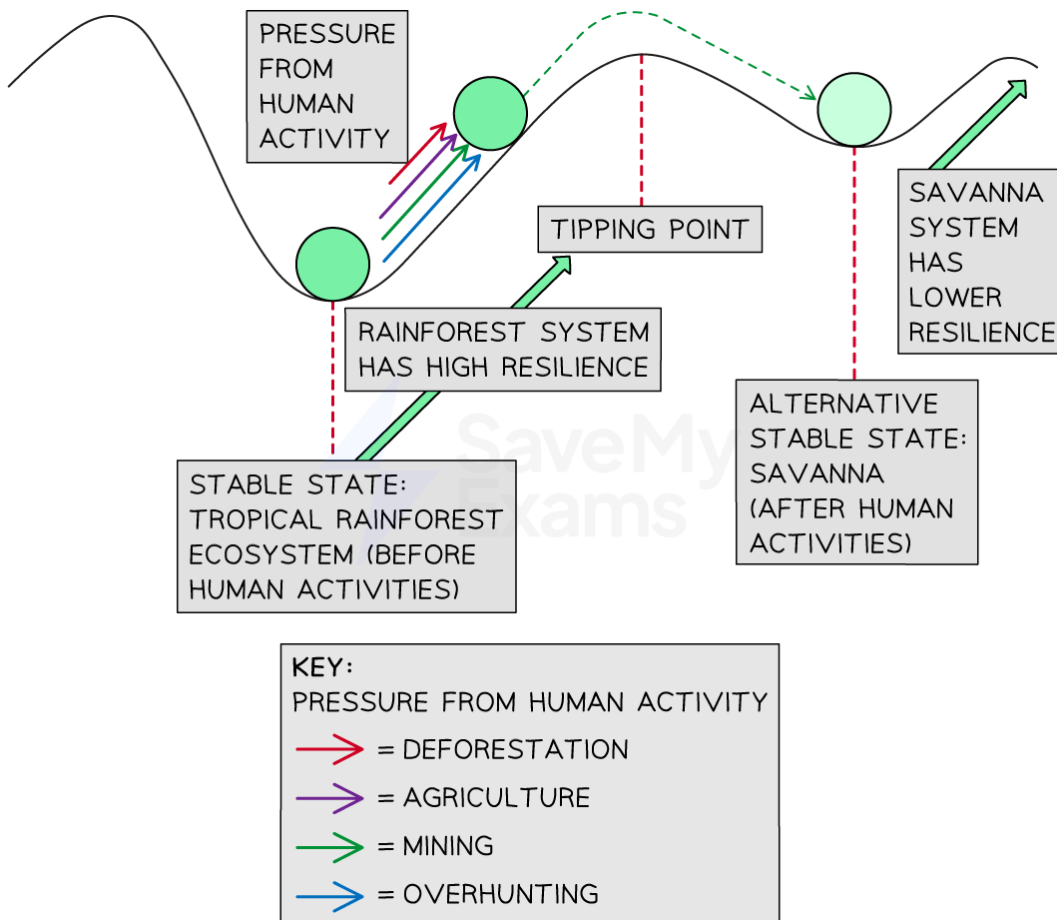 PRESSURE
FROM
HUMAN
ACTIVITY
TIPPING POINT
SAVANNA
SYSTEM
HAS
LOWER
RESILIENCE
RAINFOREST SYSTEM
HAS HIGH RESILIENCE
ALTERNATIVE
STABLE STATE:
SAVANNA
(AFTER HUMAN
ACTIVITIES)
STABLE STATE:
TROPICAL RAINFOREST
ECOSYSTEM (BEFORE
HUMAN ACTIVITIES)
SaveMy
Exams
KEY:
PRESSURE FROM HUMAN ACTIVITY
= DEFORESTATION
= AGRICULTURE
= MINING
= OVERHUNTING